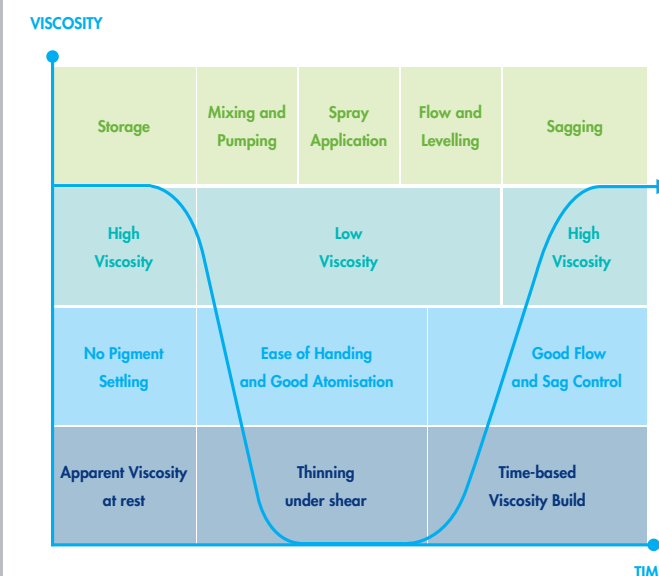 VISCOSITY
Storage
Mixing and
Pumping
Spray
Application
Flow and
Levelling
Sagging
High
Viscosity
Low
Viscosity
High
Viscosity
No Pigment
Settling
Ease of Handing
and Good Atomisation
Good Flow
and Sag Control
Apparent Viscosity
at rest
Thinning
under shear
Time-based
Viscosity Build
TIM